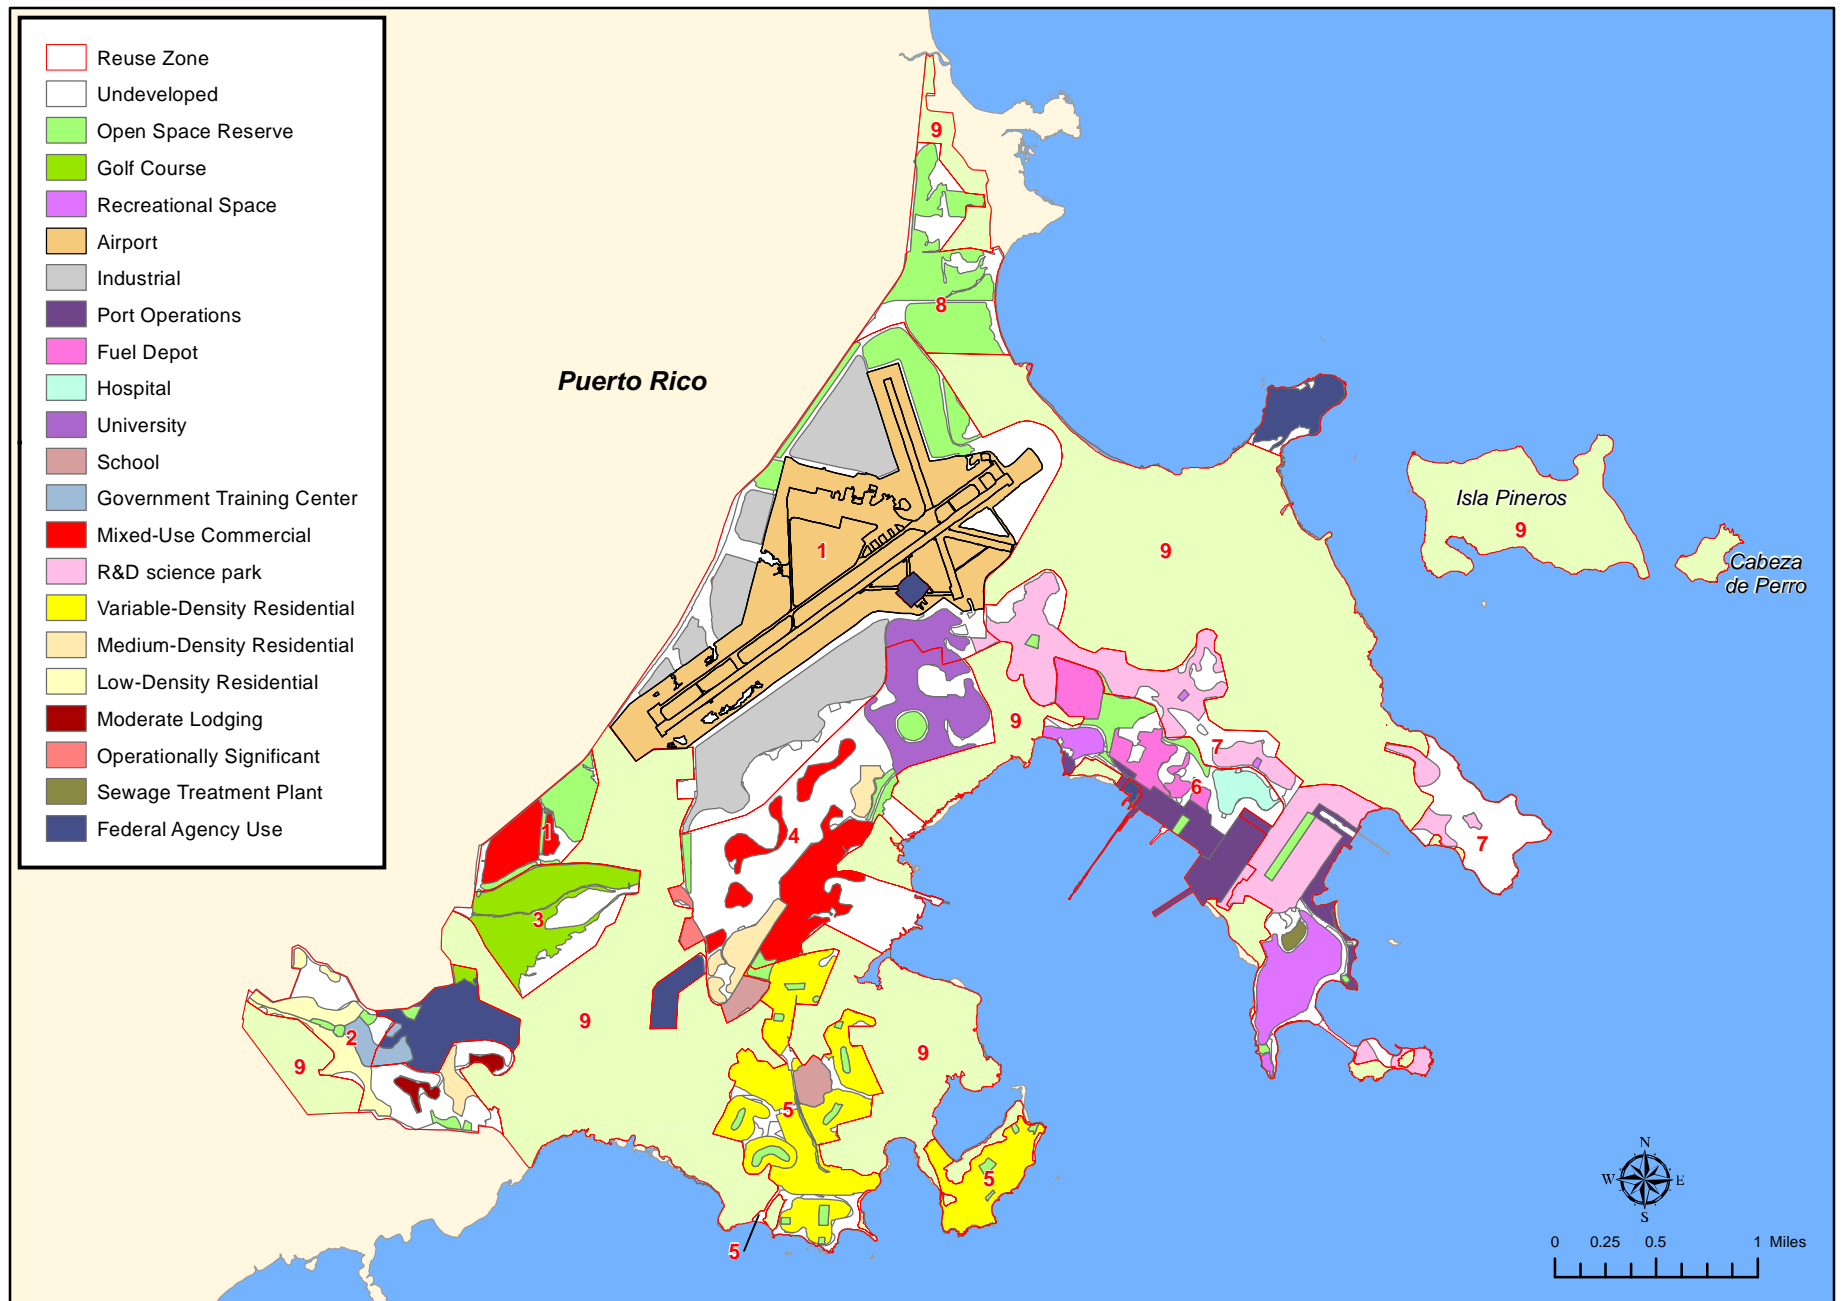 Reuse Zone
Undeveloped
Open Space Reserve
Golf Course
Recreational Space
Airport
Industrial
Port Operations
Fuel Depot
Hospital
University
School
Government Training Center
Mixed-Use Commercial
R&D science park
Variable-Density Residential
Medium-Density Residential
Low-Density Residential
Moderate Lodging
Operationally Significant
Sewage Treatment Plant
Federal Agency Use
9
8
Puerto Rico
Isla Pineros
9
1
9
Cabeza
de Perro
9
7
6
1
4
7
3
9
2
9
9
5
5
5
N
W E
S
0 0.25 0.5 1 Miles